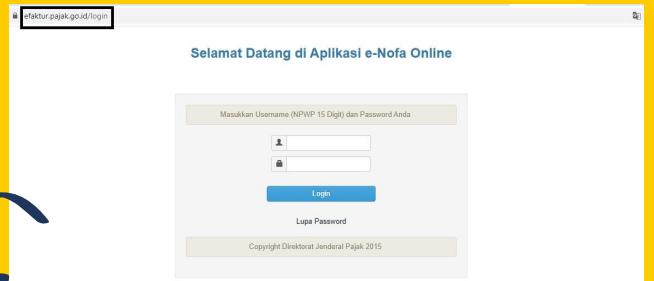 efaktur.pajak.go.id/login
Selamat Datang di Aplikasi e-Nofa Online
Masukkan Username (NPWP 15 Digit) dan Password Anda
Login
Lupa Password
Copyright Direktorat Jenderal Pajak 2015